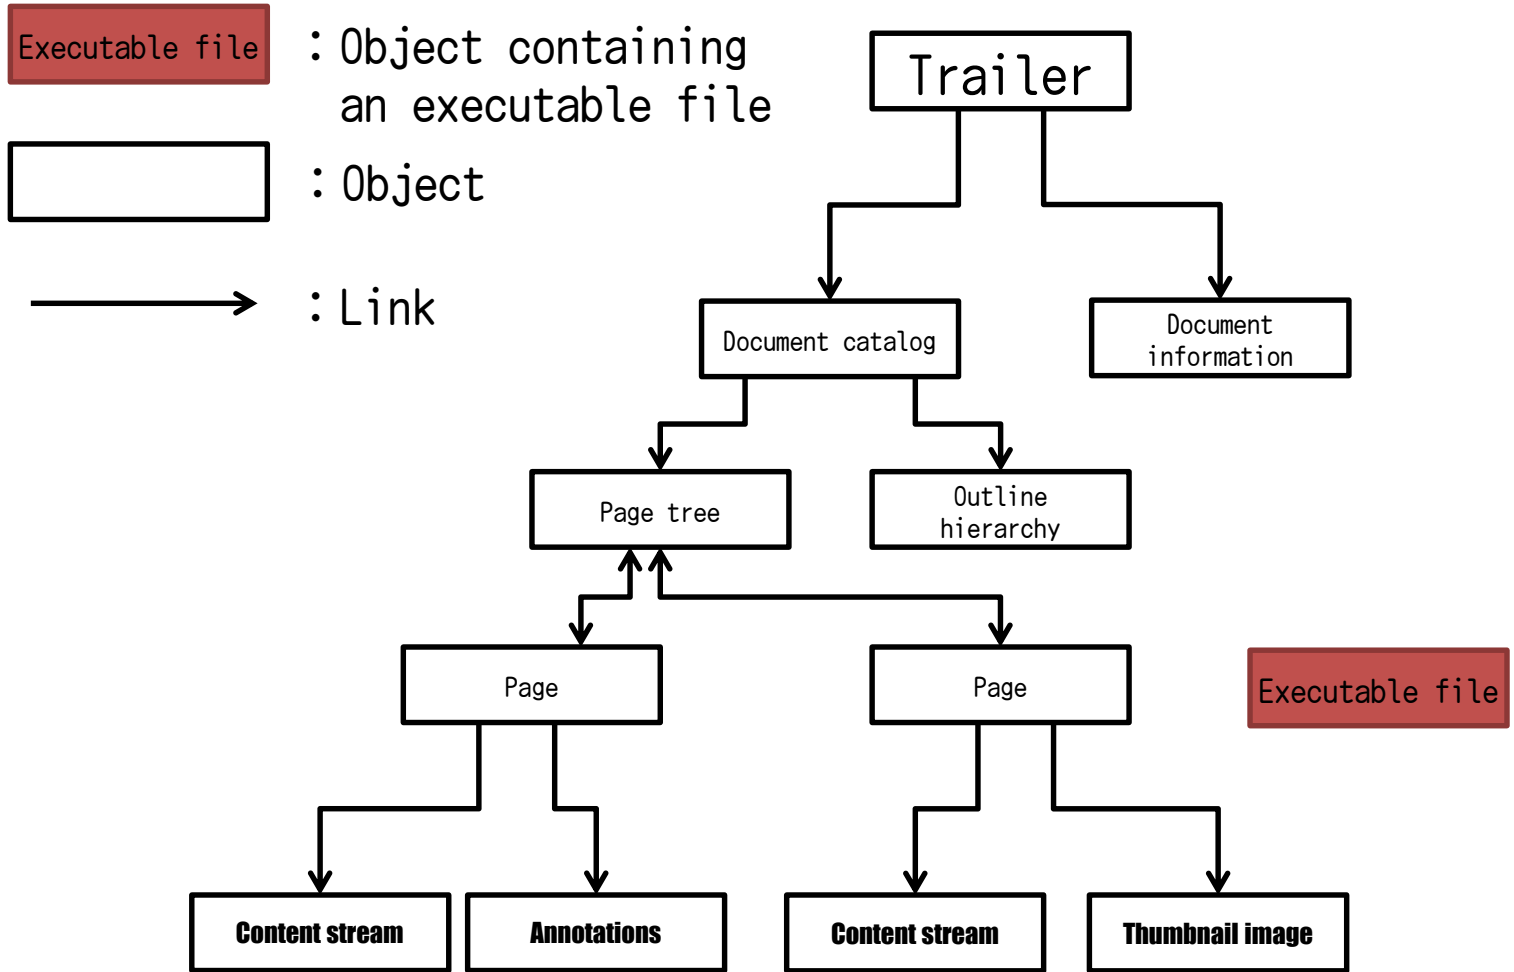 Executable file
: Object containing
an executable file
: Object
: Link
Trailer
Document catalog
Document
information
Page tree
Outline
hierarchy
Page
Page
Executable file
Content stream
Annotations
Content stream
Thumbnail image